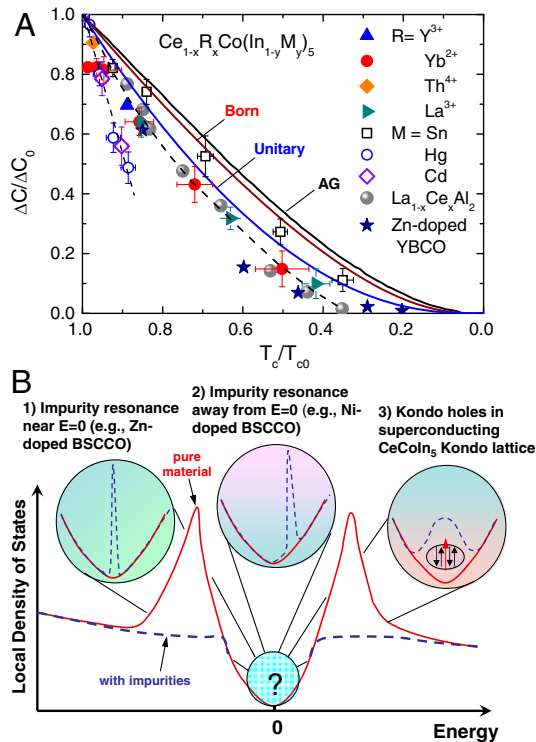 A
Ce1-xRxCo(In1-yMy)5
R= Y3+
Yb2+
Th4+
La3+
M = Sn
Hg
Cd
La1-xCexAl2
Zn-doped
YBCO
Born
Unitary
AG
ΔC/ΔC0
1.0
0.8
0.6
0.4
0.2
0.0
1.0 0.8 0.6 0.4 0.2 0.0
Tc/Tc0
B
1) Impurity resonance
near E=0 (e.g., Zn-
doped BSCCO)
2) Impurity resonance
away from E=0 (e.g., Ni-
doped BSCCO)
3) Kondo holes in
superconducting
CeCoIn5 Kondo lattice
pure
material
Local Density of States
with impurities
?
0
Energy